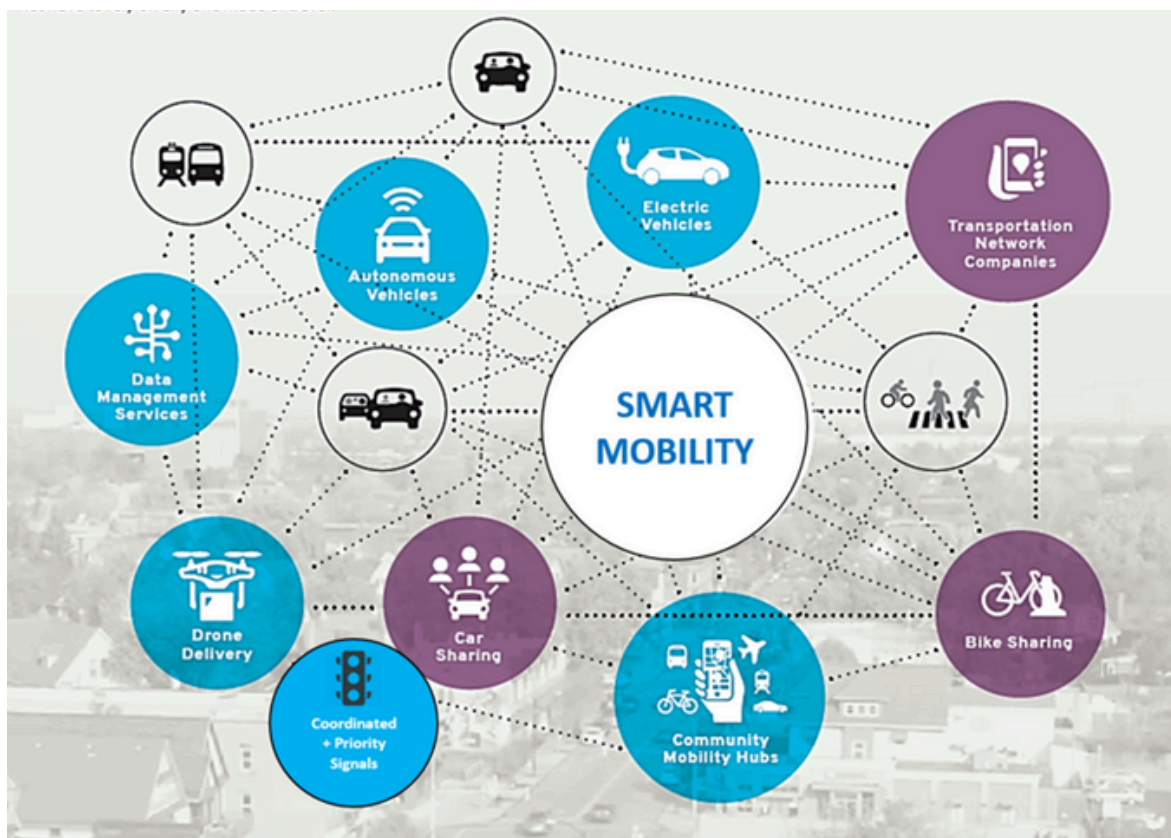 Electric
Vehicles
Transportation
Network
Companies
Autonomous
Vehicles
Data
Management
Services
SMART
MOBILITY
Drone
Delivery
Car
Sharing
Bike Sharing
Coordinated
+ Priority
Signals
Community
Mobility Hubs